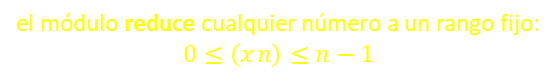 el módulo reduce cualquier número a un rango fijo:
0 ≤ (xn) ≤ n − 1